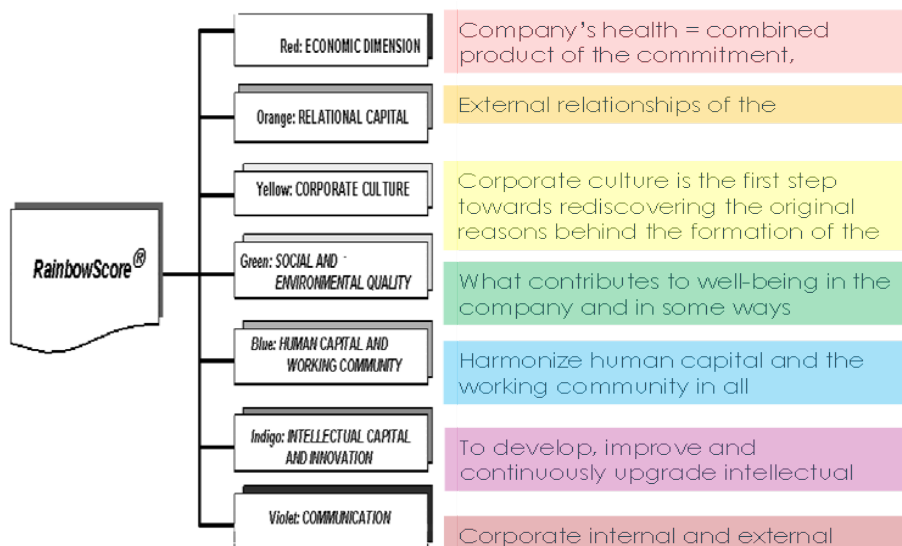 RainbowScore®
Red: ECONOMIC DIMENSION
Company's health = combined
product of the commitment,
Orange: RELATIONAL CAPITAL
External relationships of the
Yellow: CORPORATE CULTURE
Corporate culture is the first step
towards rediscovering the original
reasons behind the formation of the
Green: SOCIAL AND
ENVIRONMENTAL QUALITY
What contributes to well-being in the
company and in some ways
Blue: HUMAN CAPITAL AND
WORKING COMMUNITY
Harmonize human capital and the
working community in all
Indigo: INTELLECTUAL CAPITAL
AND INNOVATION
To develop, improve and
continuously upgrade intellectual
Violet: COMMUNICATION
Corporate internal and external